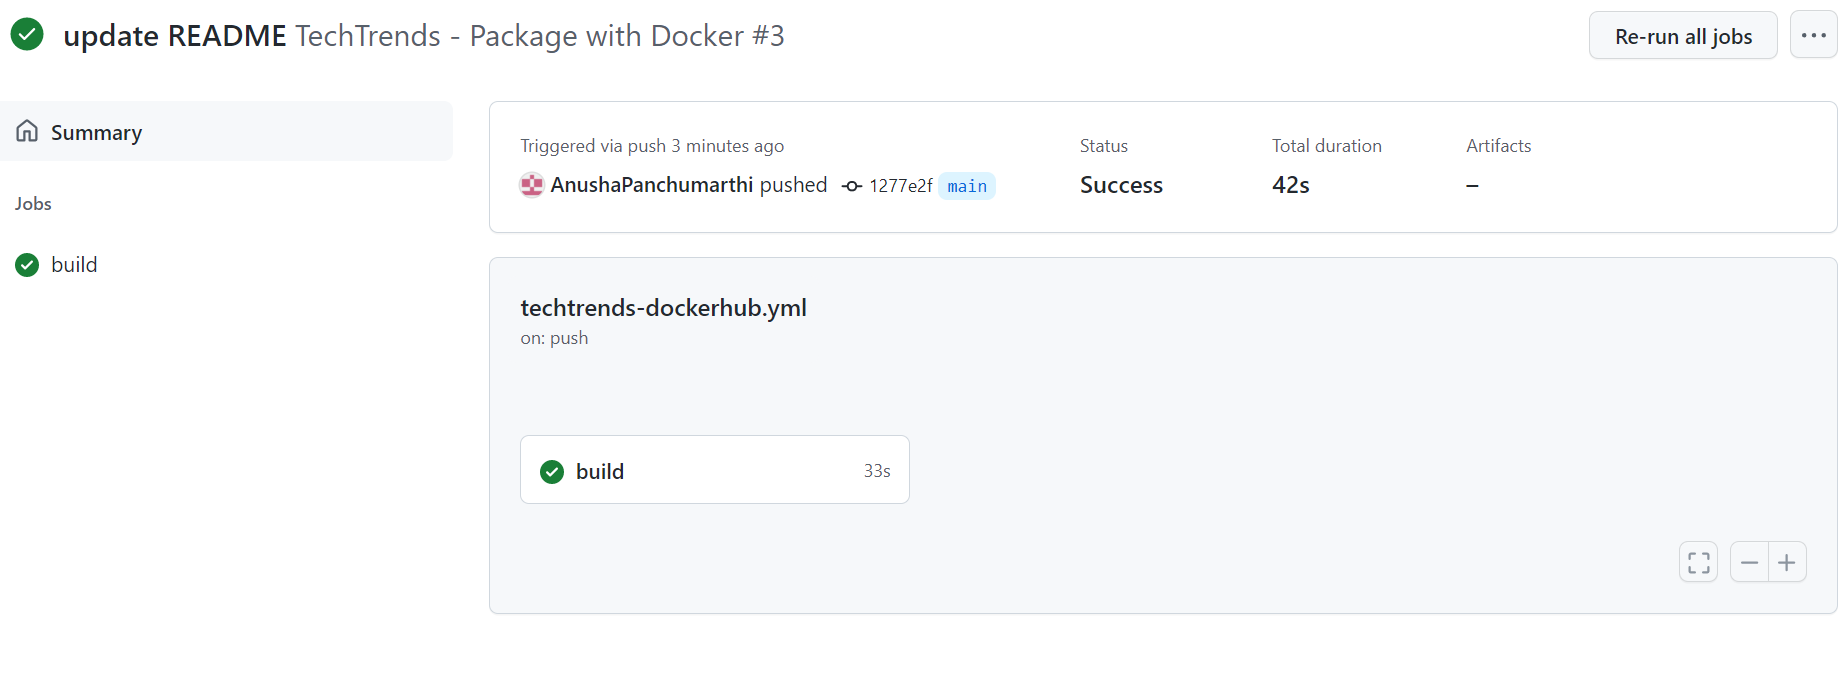 update README TechTrends - Package with Docker #3
Re-run all jobs
Summary
Jobs
build
Triggered via push 3 minutes ago
AnushaPanchumarthi pushed 1277e2f main
Status
Success
Total duration
42s
Artifacts
–
techtrends-dockerhub.yml
on: push
build 33s